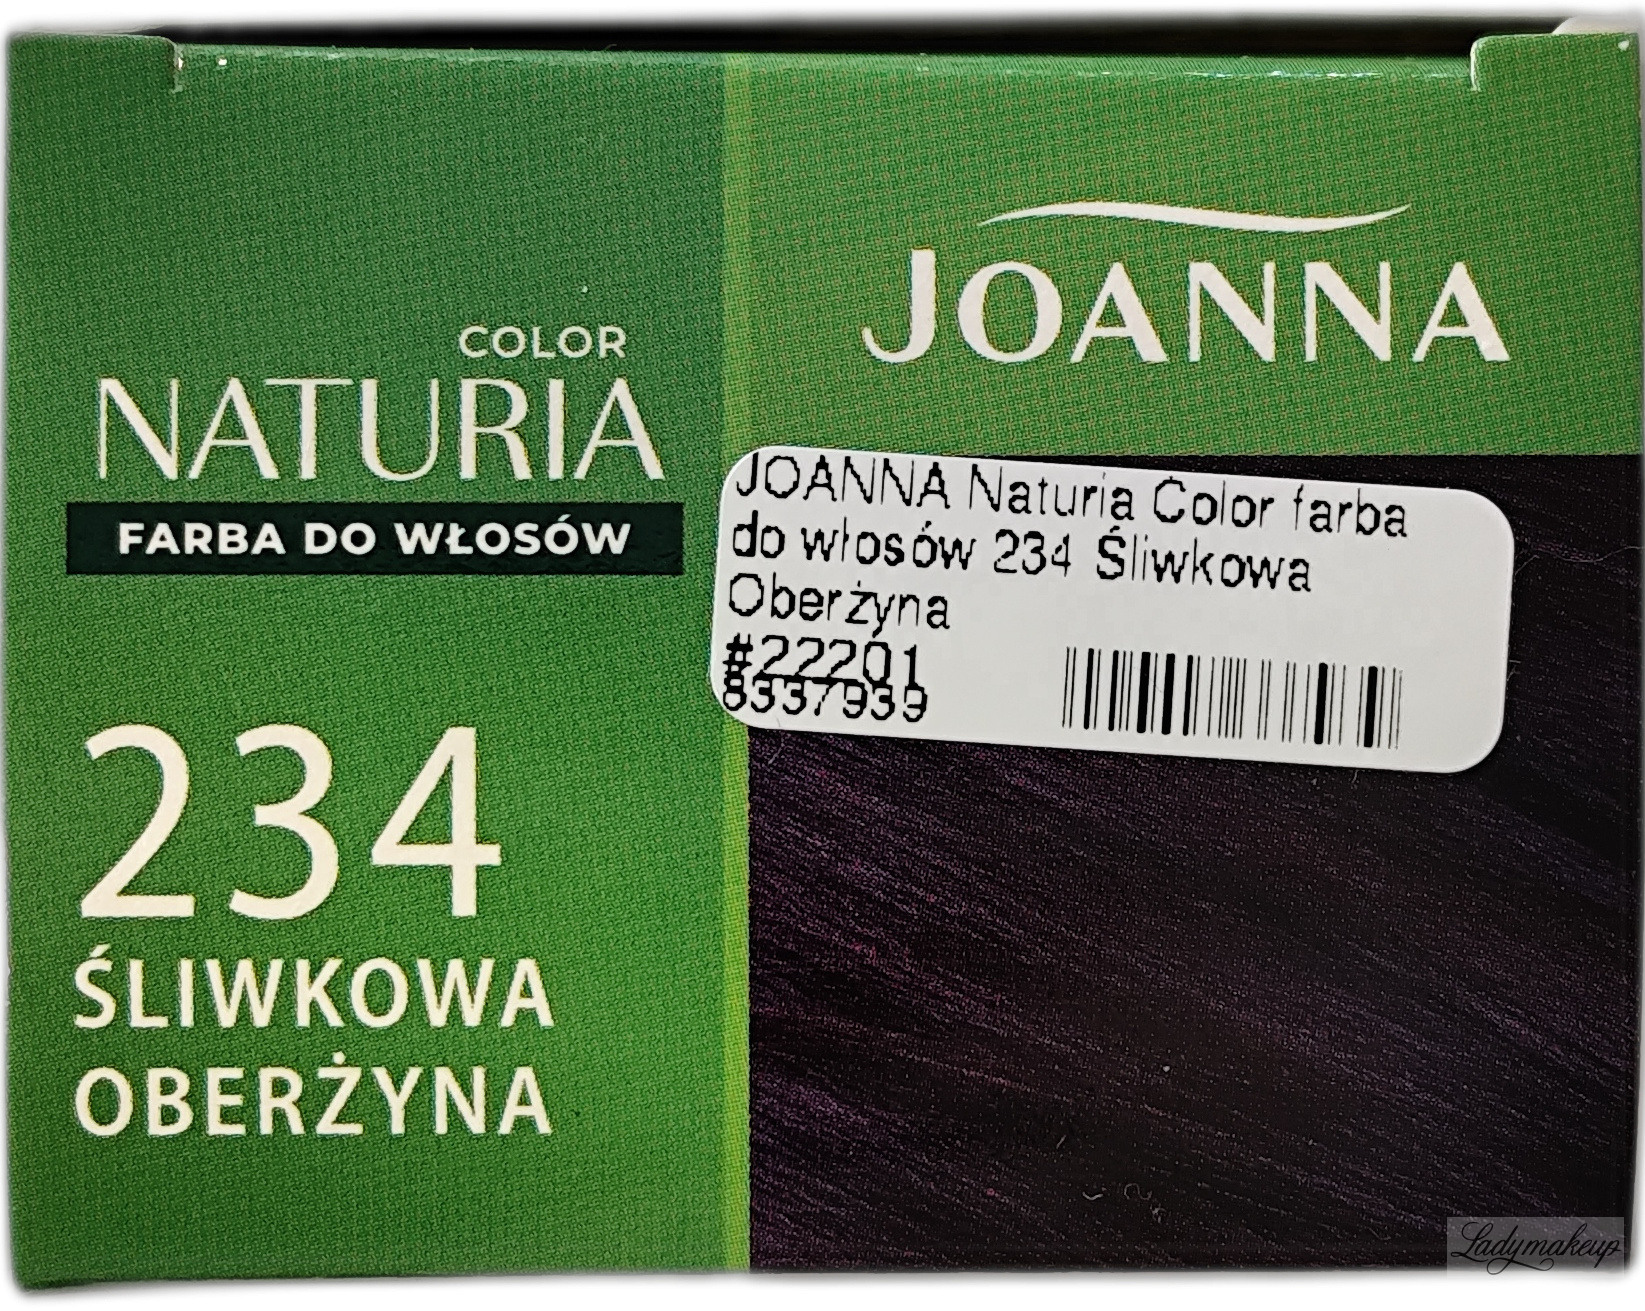 COLOR
NATURIA
FARBA DO WŁOSÓW
234
ŚLIWKOWA
OBERŻYNA
JOANNA
JOANNA Naturia Color farba
do włosów 234 Śliwkowa
Oberżyna
#22201
8337939
Ladymakeup